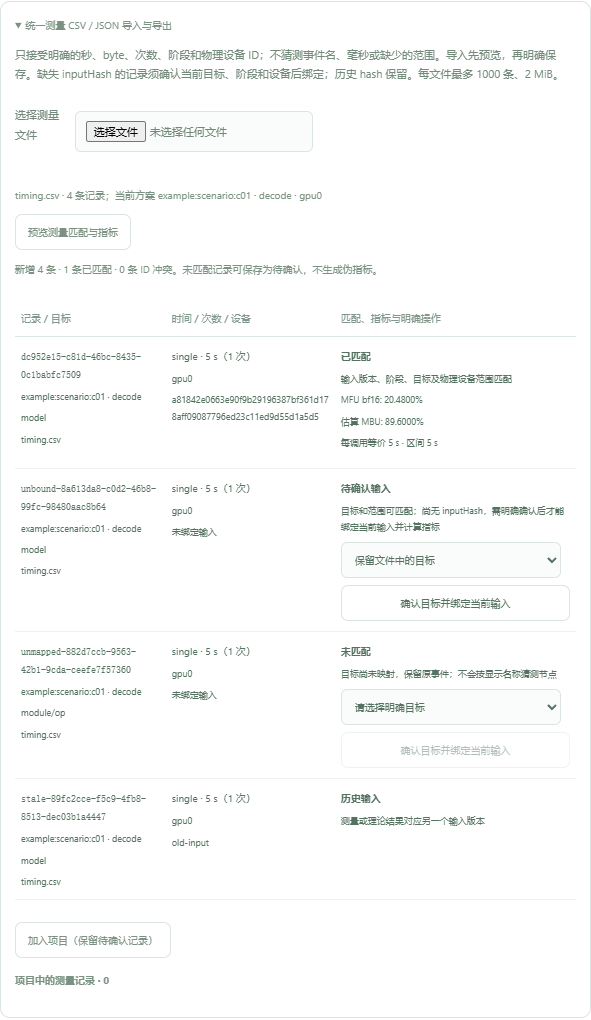 ▼ 统一测量 CSV / JSON 导入与导出
只接受明确的秒、byte、次数、阶段和物理设备 ID；不猜测事件名、毫秒或缺少的范围。导入先预览，再明确保
存。缺失 inputHash 的记录须确认当前目标、阶段和设备后绑定；历史 hash 保留。每文件最多 1000 条、2 MiB。
选择测量
文件
选择文件 未选择任何文件
timing.csv · 4 条记录；当前方案 example:scenario:c01 · decode · gpu0
预览测量匹配与指标
新增 4 条 · 1 条已匹配 · 0 条 ID 冲突。未匹配记录可保存为待确认，不生成伪指标。
记录 / 目标
时间 / 次数 / 设备
匹配、指标与明确操作
dc952e15-c81d-46bc-8435-
0c1babfc7509
example:scenario:c01 · decode
model
timing.csv
single · 5 s（1 次）
gpu0
a81842e0663e90f9b29196387bf361d17
8aff09087796ed23c11ed9d55d1a5d5
已匹配
输入版本、阶段、目标及物理设备范围匹配
MFU bf16: 20.4800%
估算 MBU: 89.6000%
每调用等价 5 s · 区间 5 s
unbound-8a613da8-c0d2-46b8-
99fc-98480aac8b64
example:scenario:c01 · decode
model
timing.csv
single · 5 s（1 次）
gpu0
未绑定输入
待确认输入
目标和范围可匹配；尚无 inputHash，需明确确认后才能
绑定当前输入并计算指标
保留文件中的目标
确认目标并绑定当前输入
unmapped-882d7ccb-9563-
42b1-9cda-ceefe7f57360
example:scenario:c01 · decode
module/op
timing.csv
single · 5 s（1 次）
gpu0
未绑定输入
未匹配
目标尚未映射，保留原事件；不会按显示名称猜测节点
请选择明确目标
确认目标并绑定当前输入
stale-89fc2cce-f5c9-4fb8-
8513-dec03b1a4447
example:scenario:c01 · decode
model
timing.csv
single · 5 s（1 次）
gpu0
old-input
历史输入
测量或理论结果对应另一个输入版本
加入项目（保留待确认记录）
项目中的测量记录 · 0